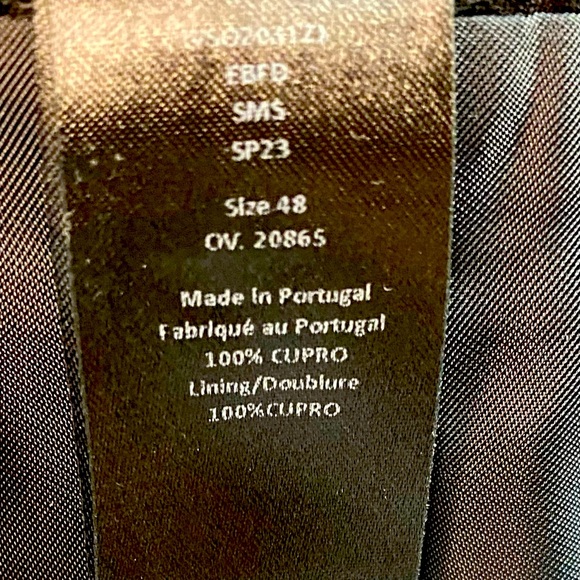 EBFD
SMS
SP23
Size 48
OV. 20865
Made in Portugal
Fabriqué au Portugal
100% CUPRO
Lining/Doublure
100%CUPRO